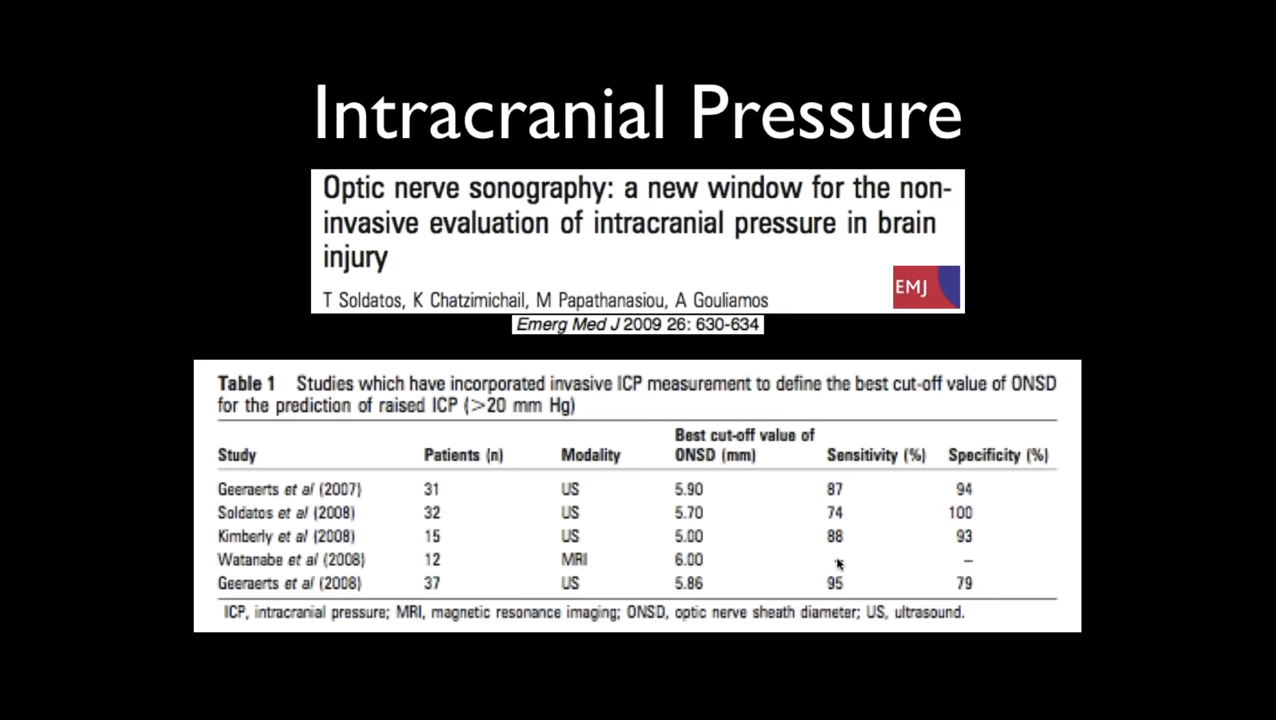 Intracranial Pressure
Optic nerve sonography: a new window for the non-
invasive evaluation of intracranial pressure in brain
injury
T Soldatos, K Chatzimichail, M Papathanasiou, A Gouliamos
EMJ
Emerg Med J 2009 26: 630-634
Table 1 Studies which have incorporated invasive ICP measurement to define the best cut-off value of ONSD
for the prediction of raised ICP (>20 mm Hg)
Best cut-off value of
Study Patients (n) Modality ONSD (mm) Sensitivity (%) Specificity (%)
Geeraerts et al (2007) 31 US 5.90 87 94
Soldatos et al (2008) 32 US 5.70 74 100
Kimberly et al (2008) 15 US 5.00 88 93
Watanabe et al (2008) 12 MRI 6.00 –
Geeraerts et al (2008) 37 US 5.86 95 79
ICP, intracranial pressure; MRI, magnetic resonance imaging; ONSD, optic nerve sheath diameter; US, ultrasound.